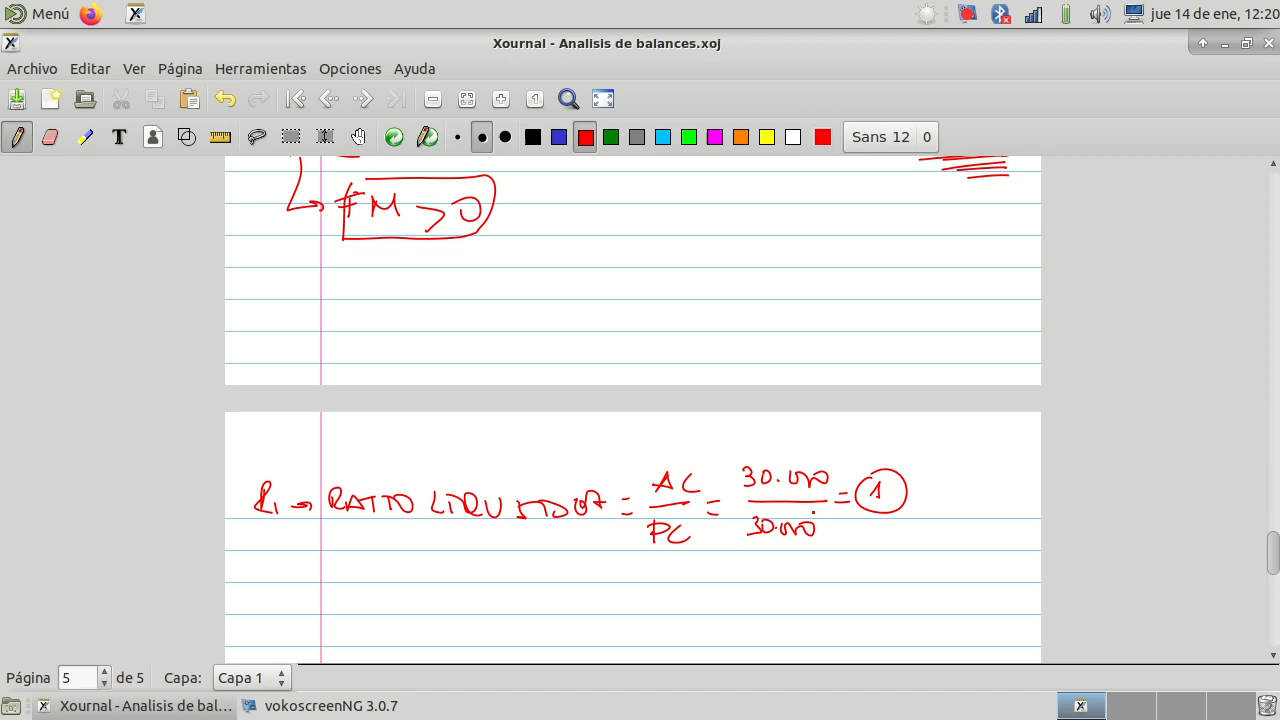 Menú
jue 14 de ene, 12:20
Xournal - Analisis de balances.xoj
Archivo Editar Ver Página Herramientas Opciones Ayuda
Sans 12 0
FM > 0
R1 → RATIO LIQUIDEZ = AC / PC = 30.000 / 30.000 = 1
Página 5 de 5 Capa: Capa 1
Xournal - Analisis de bal... vokoscreenNG 3.0.7